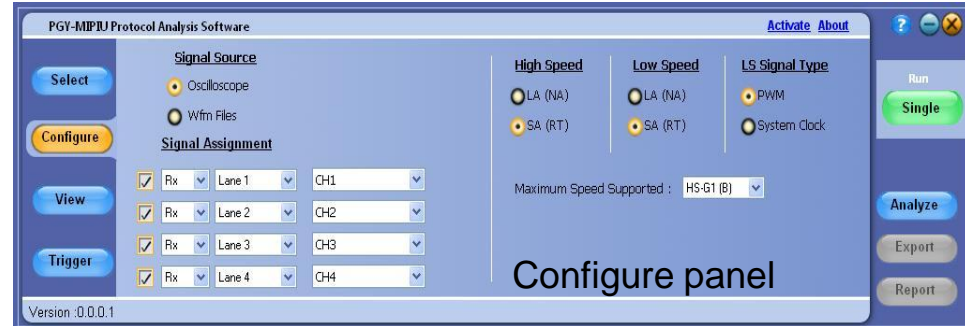 PGY-MIPIU Protocol Analysis Software
Activate About
?
Select
Configure
View
Trigger
Signal Source
Oscilloscope
Wfm Files
Signal Assignment
Rx Lane 1 CH1
Rx Lane 2 CH2
Rx Lane 3 CH3
Rx Lane 4 CH4
High Speed
LA (NA)
SA (RT)
Low Speed
LA (NA)
SA (RT)
LS Signal Type
PWM
System Clock
Maximum Speed Supported : HS-G1 (B)
Configure panel
Run
Single
Analyze
Export
Report
Version :0.0.0.1